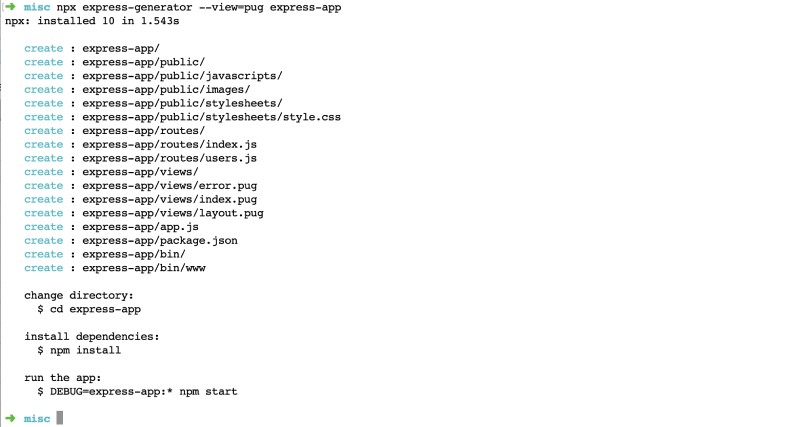 ➜ misc npx express-generator --view=pug express-app
npx: installed 10 in 1.543s
create : express-app/
create : express-app/public/
create : express-app/public/javascripts/
create : express-app/public/images/
create : express-app/public/stylesheets/
create : express-app/public/stylesheets/style.css
create : express-app/routes/
create : express-app/routes/index.js
create : express-app/routes/users.js
create : express-app/views/
create : express-app/views/error.pug
create : express-app/views/index.pug
create : express-app/views/layout.pug
create : express-app/app.js
create : express-app/package.json
create : express-app/bin/
create : express-app/bin/www
change directory:
$ cd express-app
install dependencies:
$ npm install
run the app:
$ DEBUG=express-app:* npm start
➜ misc